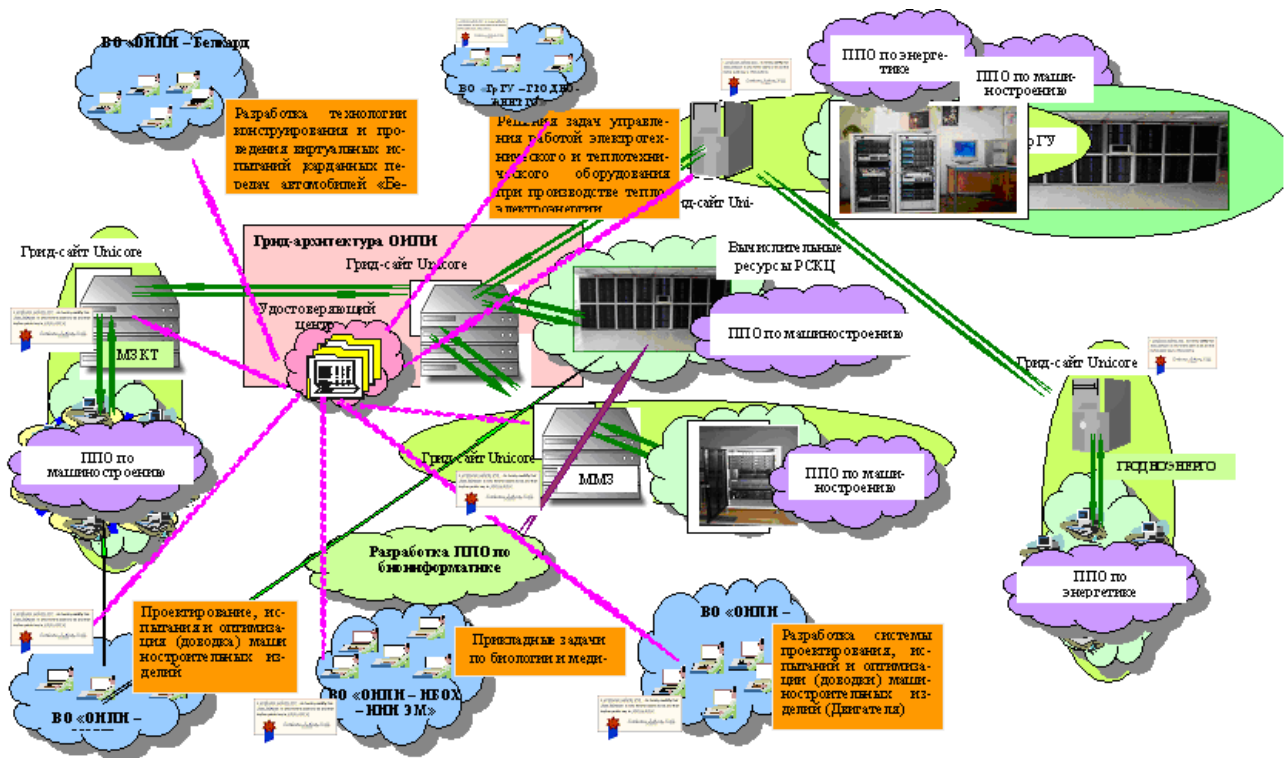 ВО «ОИПИ – Белкард
ППО по энерге-
тике
ППО по маши-
ностроению
ГУ
Разработка технологии
конструирования и про-
ведения виртуальных ис-
пытаний карданных пе-
редач автомобилей «Бе-
Решения задач управле-
ния работой электротех-
нического и теплотехни-
ческого оборудования
при производстве тепло-
электроэнергии
Грид-сайт Uni-
Грид-архитектура ОИПИ
Грид-сайт Unicore
Грид-сайт Unicore
Вычислительные
ресурсы РСКЦ
Удостоверяющий
центр
ППО по машиностроению
МЗКТ
Грид-сайт Unicore
ППО по
машиностроению
Грид-сайт Unicore
ММЗ
ППО по маши-
ностроению
ГРОДНОЭНЕРГО
Разработка ППО по
биоинформатике
ППО по
энергетике
Проектирование, ис-
пытания и оптимиза-
ция (доводка) маши
ностроительных из-
делий
ВО «ОИПИ –
Прикладные задачи
по биологии и меди-
ВО «ОИПИ – ИБОХ
– НИИ ЭМ»
ВО «ОИПИ –
Разработка системы
проектирования, ис-
пытаний и оптимиза-
ции (доводки) маши-
ностроительных из-
делий (Двигателя)